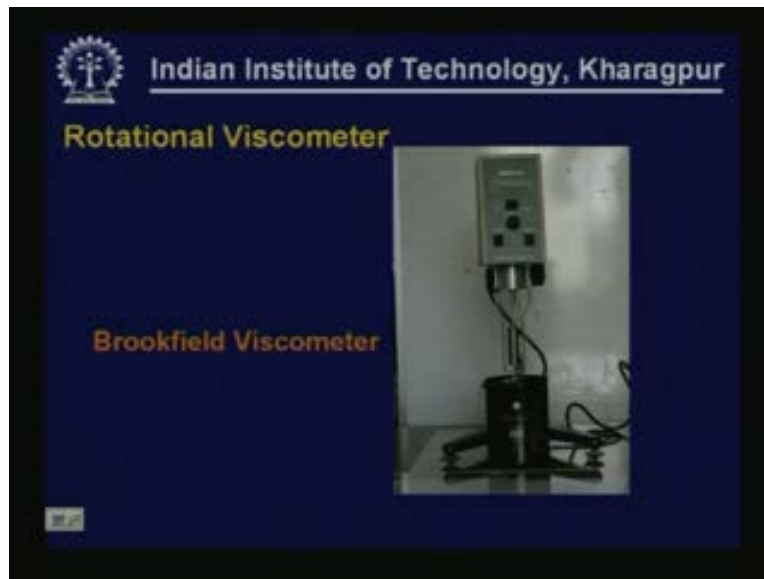 Indian Institute of Technology, Kharagpur
Rotational Viscometer
Brookfield Viscometer